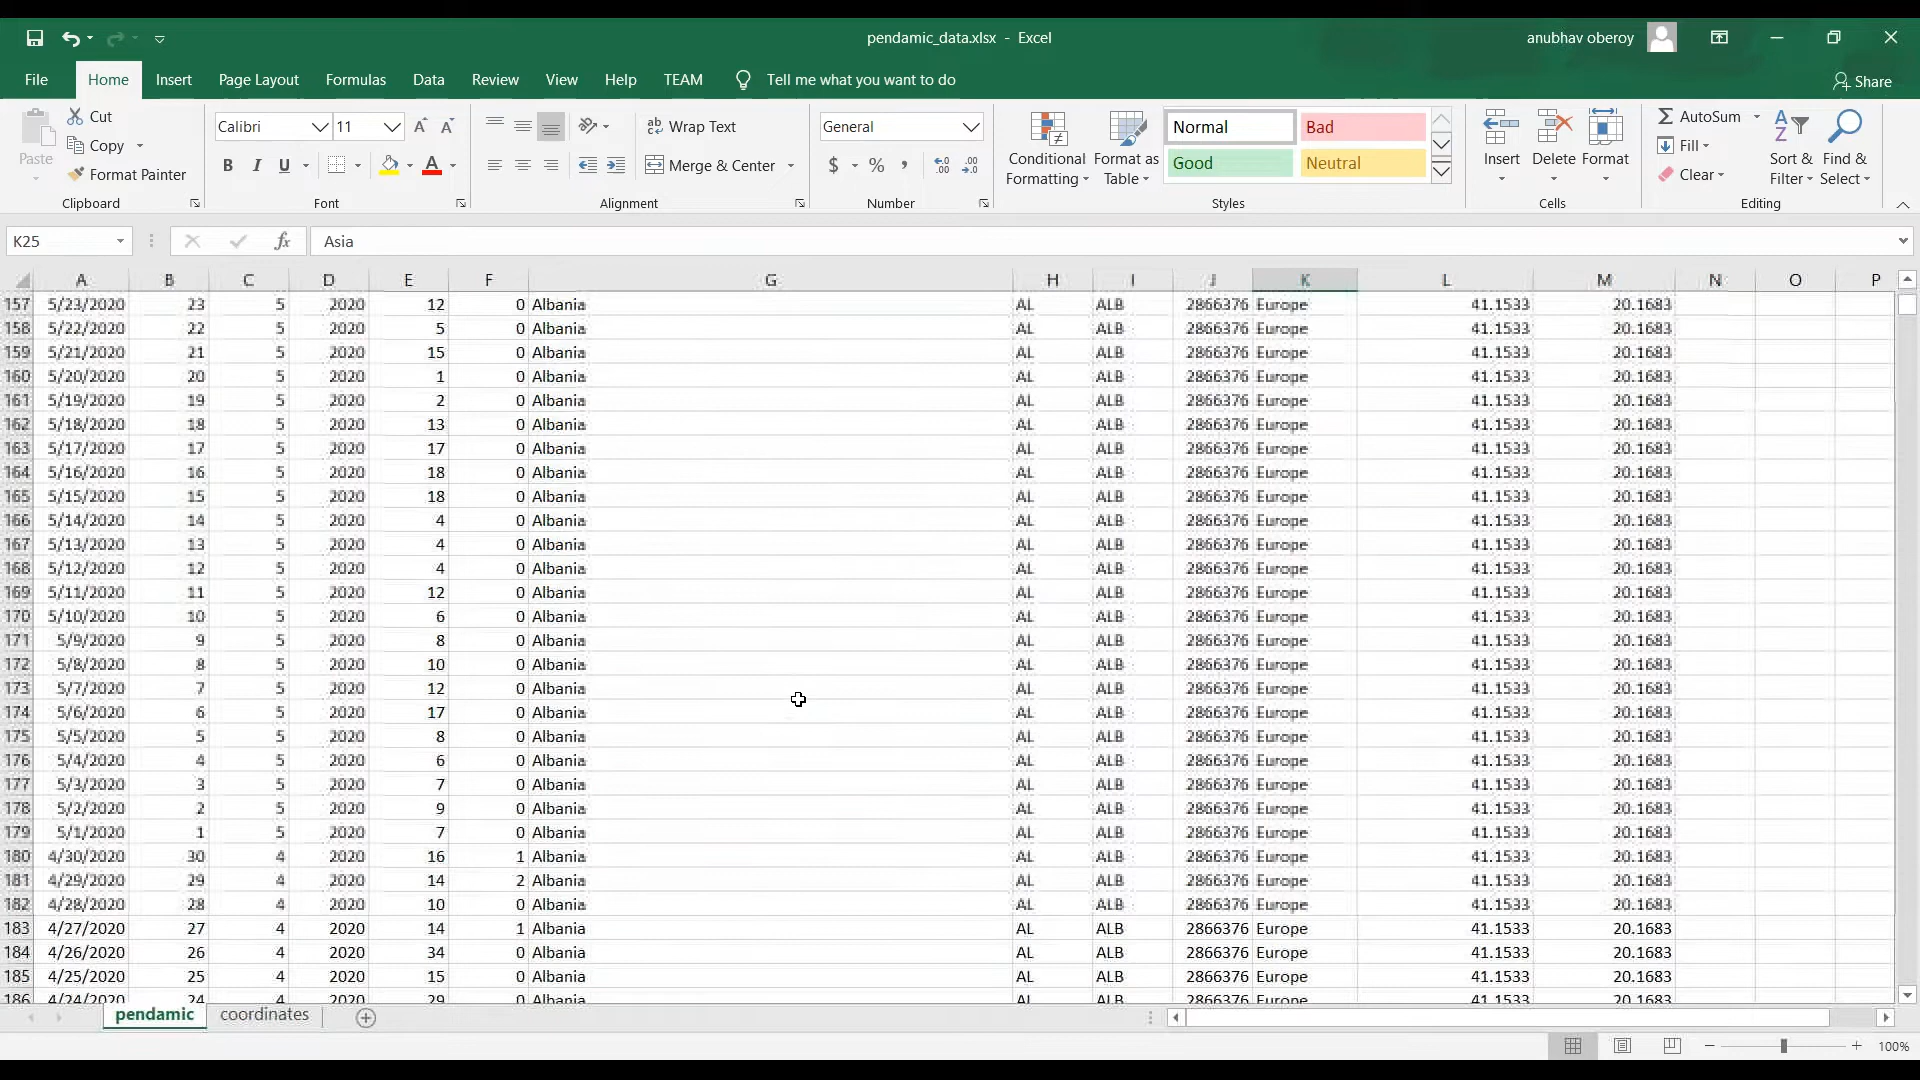 pendamic_data.xlsx - Excel
anubhav oberoy
File Home Insert Page Layout Formulas Data Review View Help TEAM Tell me what you want to do Share
Paste Cut Copy Format Painter Clipboard
Calibri 11 B I U A Font
ab Wrap Text Merge & Center Alignment
General $ % , Number
Conditional Formatting Format as Table Normal Bad Good Neutral Styles
Insert Delete Format Cells
AutoSum Fill Clear Sort & Filter Find & Select Editing
K25 fx Asia
A B C D E F G H I J K L M N O P
157 5/23/2020 23 5 2020 12 0 Albania AL ALB 2866376 Europe 41.1533 20.1683
158 5/22/2020 22 5 2020 5 0 Albania AL ALB 2866376 Europe 41.1533 20.1683
159 5/21/2020 21 5 2020 15 0 Albania AL ALB 2866376 Europe 41.1533 20.1683
160 5/20/2020 20 5 2020 1 0 Albania AL ALB 2866376 Europe 41.1533 20.1683
161 5/19/2020 19 5 2020 2 0 Albania AL ALB 2866376 Europe 41.1533 20.1683
162 5/18/2020 18 5 2020 13 0 Albania AL ALB 2866376 Europe 41.1533 20.1683
163 5/17/2020 17 5 2020 17 0 Albania AL ALB 2866376 Europe 41.1533 20.1683
164 5/16/2020 16 5 2020 18 0 Albania AL ALB 2866376 Europe 41.1533 20.1683
165 5/15/2020 15 5 2020 18 0 Albania AL ALB 2866376 Europe 41.1533 20.1683
166 5/14/2020 14 5 2020 4 0 Albania AL ALB 2866376 Europe 41.1533 20.1683
167 5/13/2020 13 5 2020 4 0 Albania AL ALB 2866376 Europe 41.1533 20.1683
168 5/12/2020 12 5 2020 4 0 Albania AL ALB 2866376 Europe 41.1533 20.1683
169 5/11/2020 11 5 2020 12 0 Albania AL ALB 2866376 Europe 41.1533 20.1683
170 5/10/2020 10 5 2020 6 0 Albania AL ALB 2866376 Europe 41.1533 20.1683
171 5/9/2020 9 5 2020 8 0 Albania AL ALB 2866376 Europe 41.1533 20.1683
172 5/8/2020 8 5 2020 10 0 Albania AL ALB 2866376 Europe 41.1533 20.1683
173 5/7/2020 7 5 2020 12 0 Albania AL ALB 2866376 Europe 41.1533 20.1683
174 5/6/2020 6 5 2020 17 0 Albania AL ALB 2866376 Europe 41.1533 20.1683
175 5/5/2020 5 5 2020 8 0 Albania AL ALB 2866376 Europe 41.1533 20.1683
176 5/4/2020 4 5 2020 6 0 Albania AL ALB 2866376 Europe 41.1533 20.1683
177 5/3/2020 3 5 2020 7 0 Albania AL ALB 2866376 Europe 41.1533 20.1683
178 5/2/2020 2 5 2020 9 0 Albania AL ALB 2866376 Europe 41.1533 20.1683
179 5/1/2020 1 5 2020 7 0 Albania AL ALB 2866376 Europe 41.1533 20.1683
180 4/30/2020 30 4 2020 16 1 Albania AL ALB 2866376 Europe 41.1533 20.1683
181 4/29/2020 29 4 2020 14 2 Albania AL ALB 2866376 Europe 41.1533 20.1683
182 4/28/2020 28 4 2020 10 0 Albania AL ALB 2866376 Europe 41.1533 20.1683
183 4/27/2020 27 4 2020 14 1 Albania AL ALB 2866376 Europe 41.1533 20.1683
184 4/26/2020 26 4 2020 34 0 Albania AL ALB 2866376 Europe 41.1533 20.1683
185 4/25/2020 25 4 2020 15 0 Albania AL ALB 2866376 Europe 41.1533 20.1683
186 4/24/2020 24 4 2020 29 0 Albania AL ALB 2866376 Europe 41.1533 20.1683
pendamic coordinates
100%